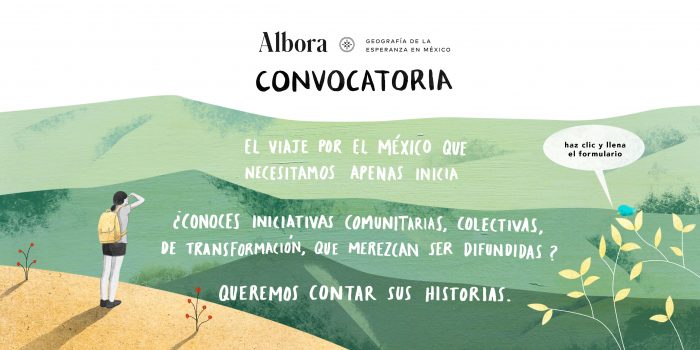 Albora
GEOGRAFÍA DE LA
ESPERANZA EN MÉXICO
CONVOCATORIA
EL VIAJE POR EL MÉXICO QUE
NECESITAMOS APENAS INICIA
haz clic y llena
el formulario
¿CONOCES INICIATIVAS COMUNITARIAS, COLECTIVAS,
DE TRANSFORMACIÓN, QUE MEREZCAN SER DIFUNDIDAS?
QUEREMOS CONTAR SUS HISTORIAS.